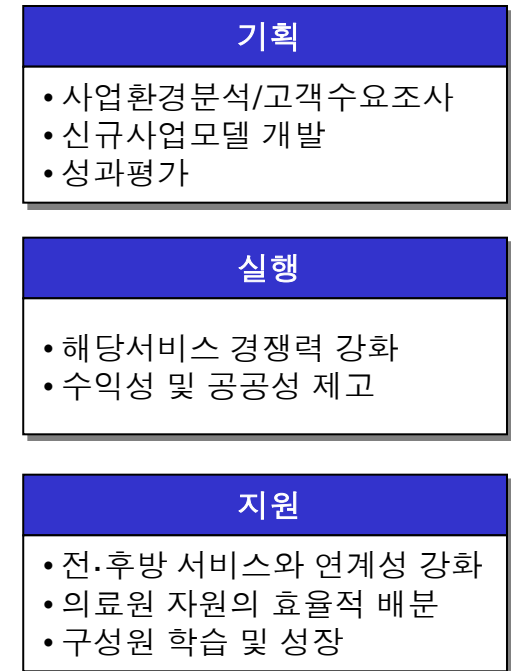 기획
• 사업환경분석/고객수요조사
• 신규사업모델 개발
• 성과평가
실행
• 해당서비스 경쟁력 강화
• 수익성 및 공공성 제고
지원
• 전·후방 서비스와 연계성 강화
• 의료원 자원의 효율적 배분
• 구성원 학습 및 성장